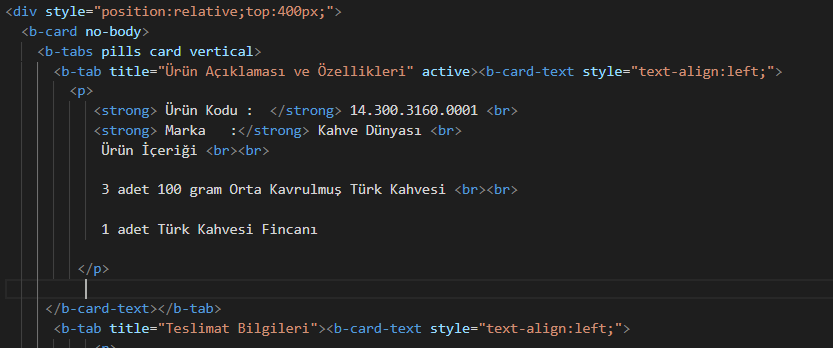 <div style="position:relative;top:400px;">
<b-card no-body>
<b-tabs pills card vertical>
<b-tab title="Ürün Açıklaması ve Özellikleri" active><b-card-text style="text-align:left;">
<p>
<strong> Ürün Kodu :  </strong> 14.300.3160.0001 <br>
<strong> Marka   :</strong> Kahve Dünyası <br>
Ürün İçeriği <br><br>
3 adet 100 gram Orta Kavrulmuş Türk Kahvesi <br><br>
1 adet Türk Kahvesi Fincanı
</p>
</b-card-text></b-tab>
<b-tab title="Teslimat Bilgileri"><b-card-text style="text-align:left;">
<p>